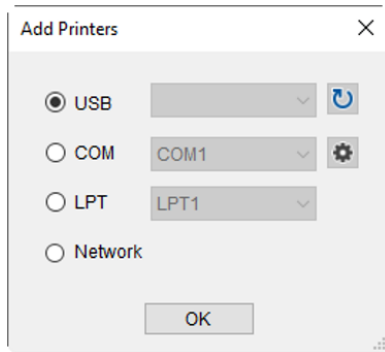 Add Printers
USB
COM COM1
LPT LPT1
Network
OK